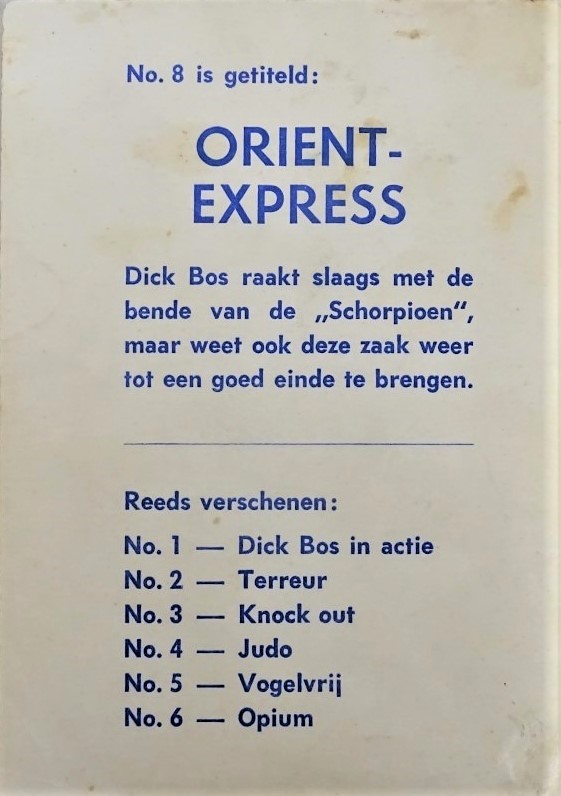 No. 8 is getiteld:
ORIENT-
EXPRESS
Dick Bos raakt slaags met de
bende van de „Schorpioen“,
maar weet ook deze zaak weer
tot een goed einde te brengen.
Reeds verschenen:
No. 1 — Dick Bos in actie
No. 2 — Terreur
No. 3 — Knock out
No. 4 — Judo
No. 5 — Vogelvrij
No. 6 — Opium